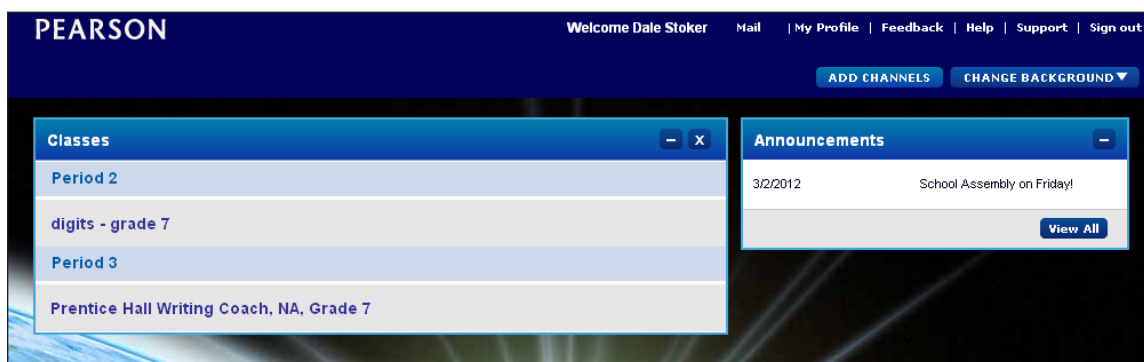 PEARSON
Welcome Dale Stoker Mail | My Profile | Feedback | Help | Support | Sign out
ADD CHANNELS CHANGE BACKGROUND
Classes
Period 2
digits - grade 7
Period 3
Prentice Hall Writing Coach, NA, Grade 7
Announcements
3/2/2012 School Assembly on Friday!
View All